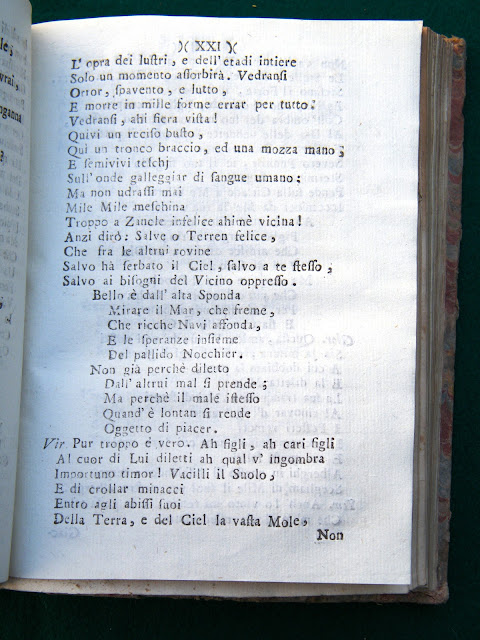 )( XXI )(
L'opra dei lustri, e dell'etadi intiere
Solo un momento assorbirà. Vedransi
Orror, spavento, e lutto,
E morte in mille forme errar per tutto.
Vedransi, ahi fiera vista!
Quivi un reciso busto,
Qui un tronco braccio, ed una mozza mano;
E semivivi teschj
Sull'onde galleggiar di sangue umano:
Ma non udrassi mai
Mile Mile meschina
Troppo a Zancle infelice ahimè vicina!
Anzi dirò: Salve o Terren felice,
Che fra le altrui rovine
Salvo hà serbato il Ciel, salvo a te stesso,
Salvo ai bisogni del Vicino oppresso.
Bello è dall'alta Sponda
Mirare il Mar, che freme,
Che ricche Navi affonda,
E le speranze insieme
Del pallido Nocchier.
Non già perchè diletto
Dall'altrui mal si prende;
Ma perchè il male istesso
Quand'è lontan si rende
Oggetto di piacer.
Vir. Pur troppo è vero. Ah figli, ah cari figli
Al cuor di Lui diletti ah qual v'ingombra
Importuno timor! Vacilli il Suolo,
E di crollar minacci
Entro agli abissi suoi
Della Terra, e del Ciel la vasta Mole,
Non